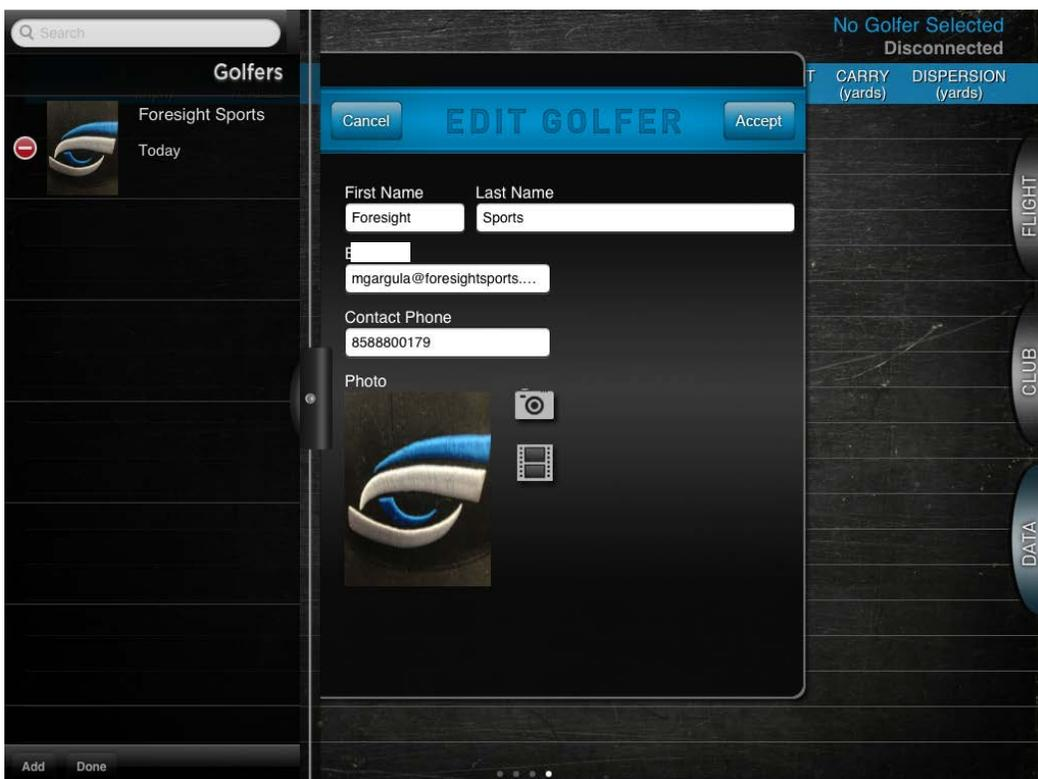 Search
Golfers
Foresight Sports
Today
Add
Done
EDIT GOLFER
Cancel
Accept
First Name
Last Name
Foresight
Sports
mgargula@foresightsports....
Contact Phone
8588800179
Photo
No Golfer Selected
Disconnected
T
CARRY
(yards)
DISPERSION
(yards)
FLIGHT
CLUB
DATA